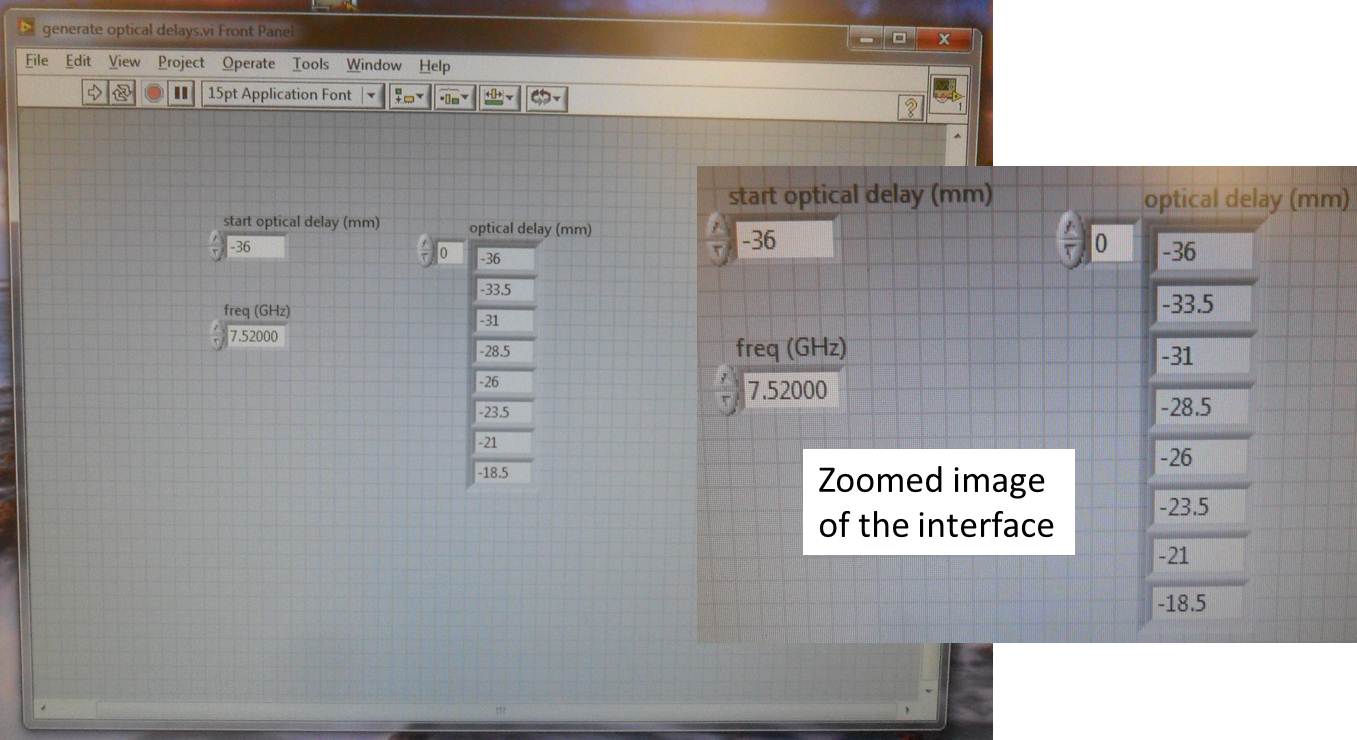 generate optical delays.vi Front Panel
File Edit View Project Operate Tools Window Help
15pt Application Font
?
1
start optical delay (mm)
-36
freq (GHz)
7.52000
optical delay (mm)
0
-36
-33.5
-31
-28.5
-26
-23.5
-21
-18.5
start optical delay (mm)
-36
freq (GHz)
7.52000
optical delay (mm)
0
-36
-33.5
-31
-28.5
-26
-23.5
-21
-18.5
Zoomed image
of the interface